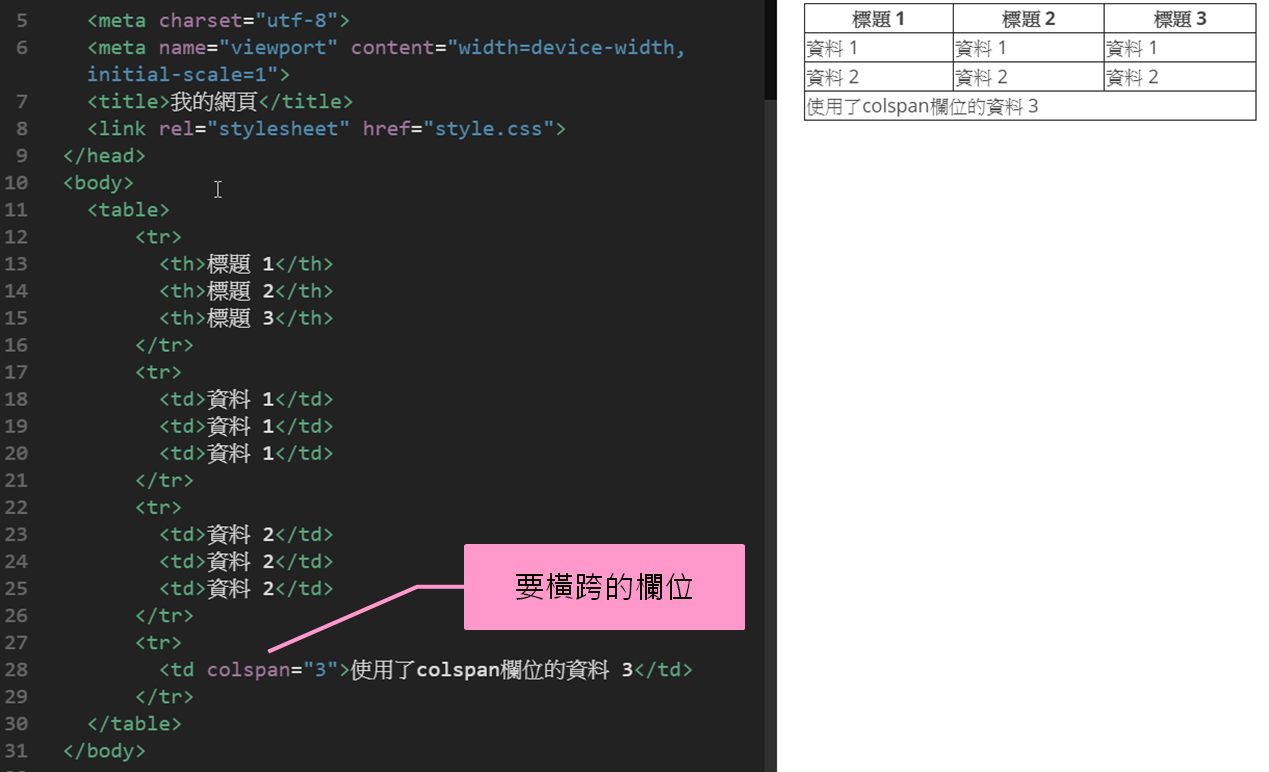 5 <meta charset="utf-8">
6 <meta name="viewport" content="width=device-width,
initial-scale=1">
7 <title>我的網頁</title>
8 <link rel="stylesheet" href="style.css">
9 </head>
10 <body>
11 <table>
12 <tr>
13 <th>標題 1</th>
14 <th>標題 2</th>
15 <th>標題 3</th>
16 </tr>
17 <tr>
18 <td>資料 1</td>
19 <td>資料 1</td>
20 <td>資料 1</td>
21 </tr>
22 <tr>
23 <td>資料 2</td>
24 <td>資料 2</td>
25 <td>資料 2</td>
26 </tr>
27 <tr>
28 <td colspan="3">使用了colspan欄位的資料 3</td>
29 </tr>
30 </table>
31 </body>
要橫跨的欄位
標題 1 標題 2 標題 3
資料 1 資料 1 資料 1
資料 2 資料 2 資料 2
使用了colspan欄位的資料 3